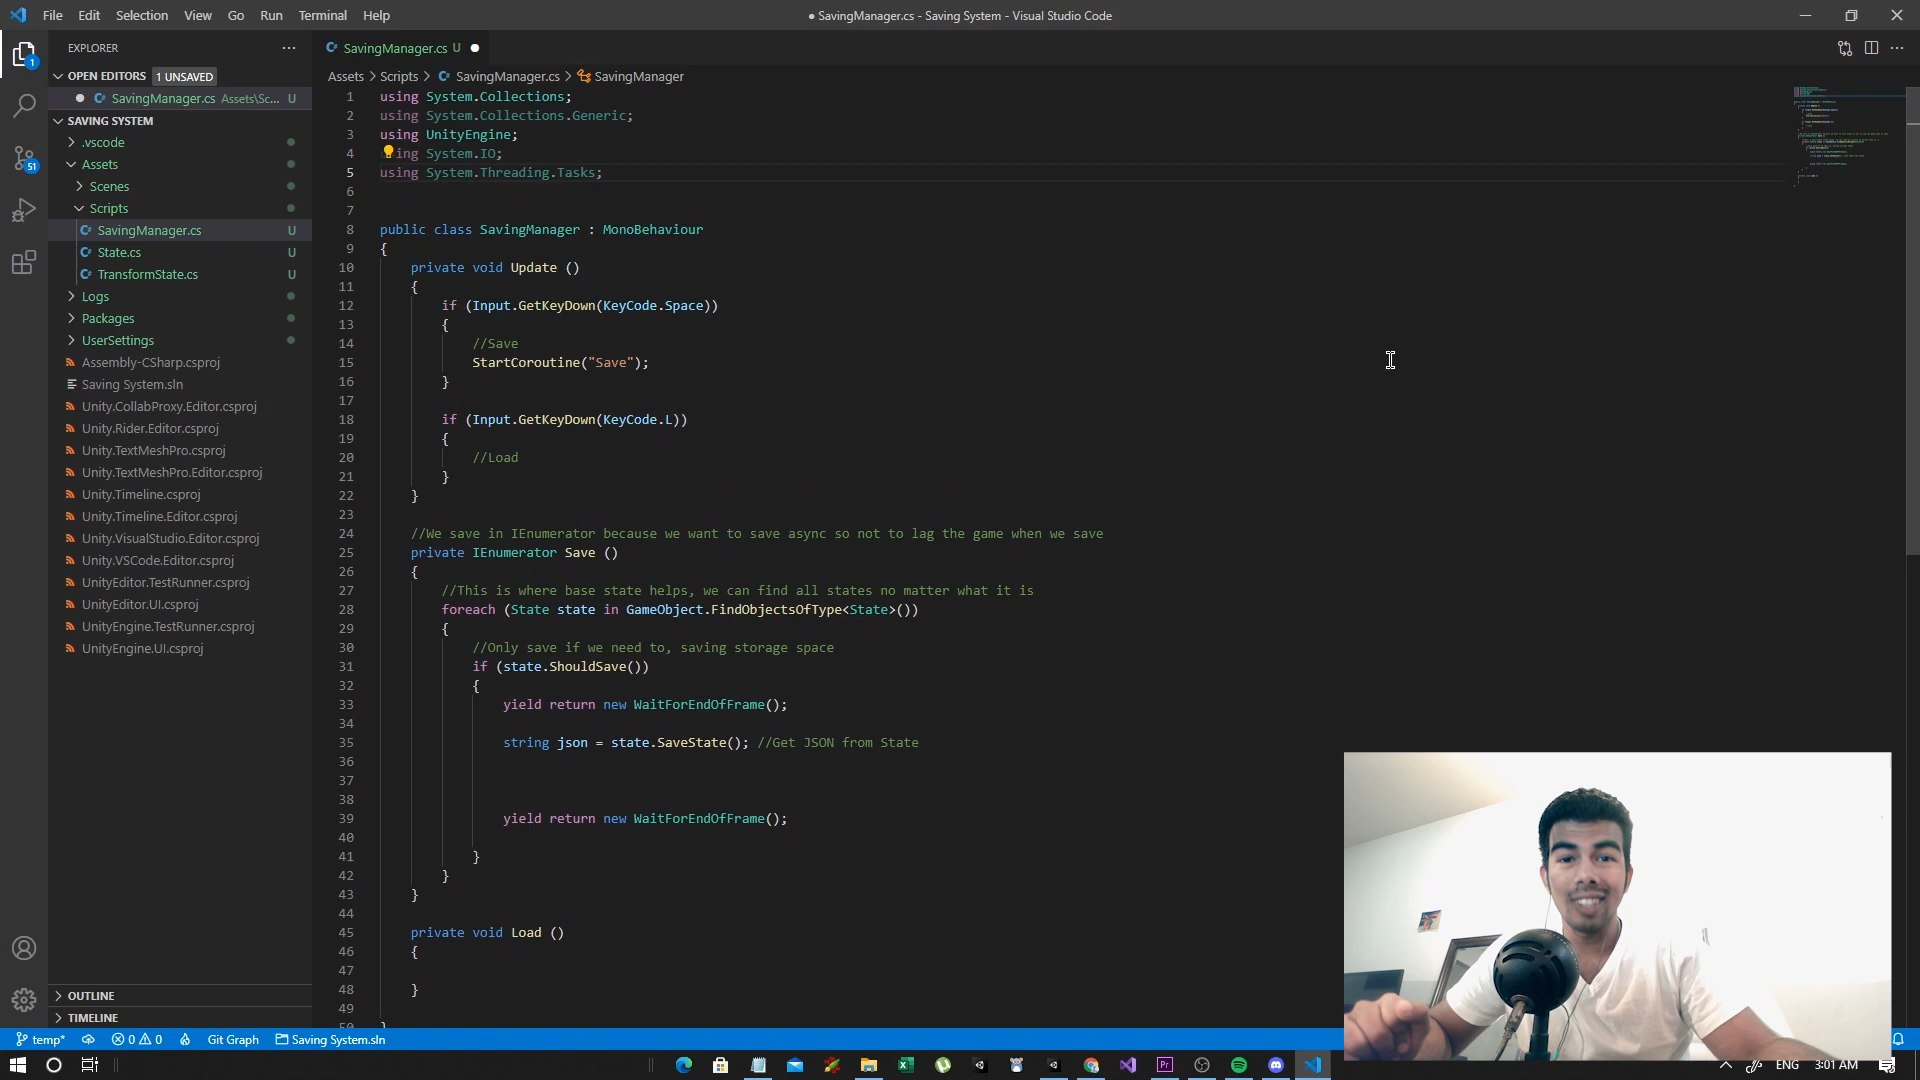 File Edit Selection View Go Run Terminal Help
● SavingManager.cs - Saving System - Visual Studio Code
EXPLORER
OPEN EDITORS 1 UNSAVED
SavingManager.cs Assets\Sc... U
SAVING SYSTEM
.vscode
Assets
Scenes
Scripts
SavingManager.cs U
State.cs U
TransformState.cs U
Logs
Packages
UserSettings
Assembly-CSharp.csproj
Saving System.sln
Unity.CollabProxy.Editor.csproj
Unity.Rider.Editor.csproj
Unity.TextMeshPro.csproj
Unity.TextMeshPro.Editor.csproj
Unity.Timeline.csproj
Unity.Timeline.Editor.csproj
Unity.VisualStudio.Editor.csproj
Unity.VSCode.Editor.csproj
UnityEditor.TestRunner.csproj
UnityEditor.UI.csproj
UnityEngine.TestRunner.csproj
UnityEngine.UI.csproj
OUTLINE
TIMELINE
1
51
SavingManager.cs U
Assets > Scripts > SavingManager.cs > SavingManager
1 using System.Collections;
2 using System.Collections.Generic;
3 using UnityEngine;
4 ing System.IO;
5 using System.Threading.Tasks;
6
7
8 public class SavingManager : MonoBehaviour
9 {
10 private void Update ()
11 {
12 if (Input.GetKeyDown(KeyCode.Space))
13 {
14 //Save
15 StartCoroutine("Save");
16 }
17
18 if (Input.GetKeyDown(KeyCode.L))
19 {
20 //Load
21 }
22 }
23
24 //We save in IEnumerator because we want to save async so not to lag the game when we save
25 private IEnumerator Save ()
26 {
27 //This is where base state helps, we can find all states no matter what it is
28 foreach (State state in GameObject.FindObjectsOfType<State>())
29 {
30 //Only save if we need to, saving storage space
31 if (state.ShouldSave())
32 {
33 yield return new WaitForEndOfFrame();
34
35 string json = state.SaveState(); //Get JSON from State
36
37
38
39 yield return new WaitForEndOfFrame();
40
41 }
42 }
43 }
44
45 private void Load ()
46 {
47
48 }
49
50 }
temp* 0 0 Git Graph Saving System.sln
ENG 3:01 AM